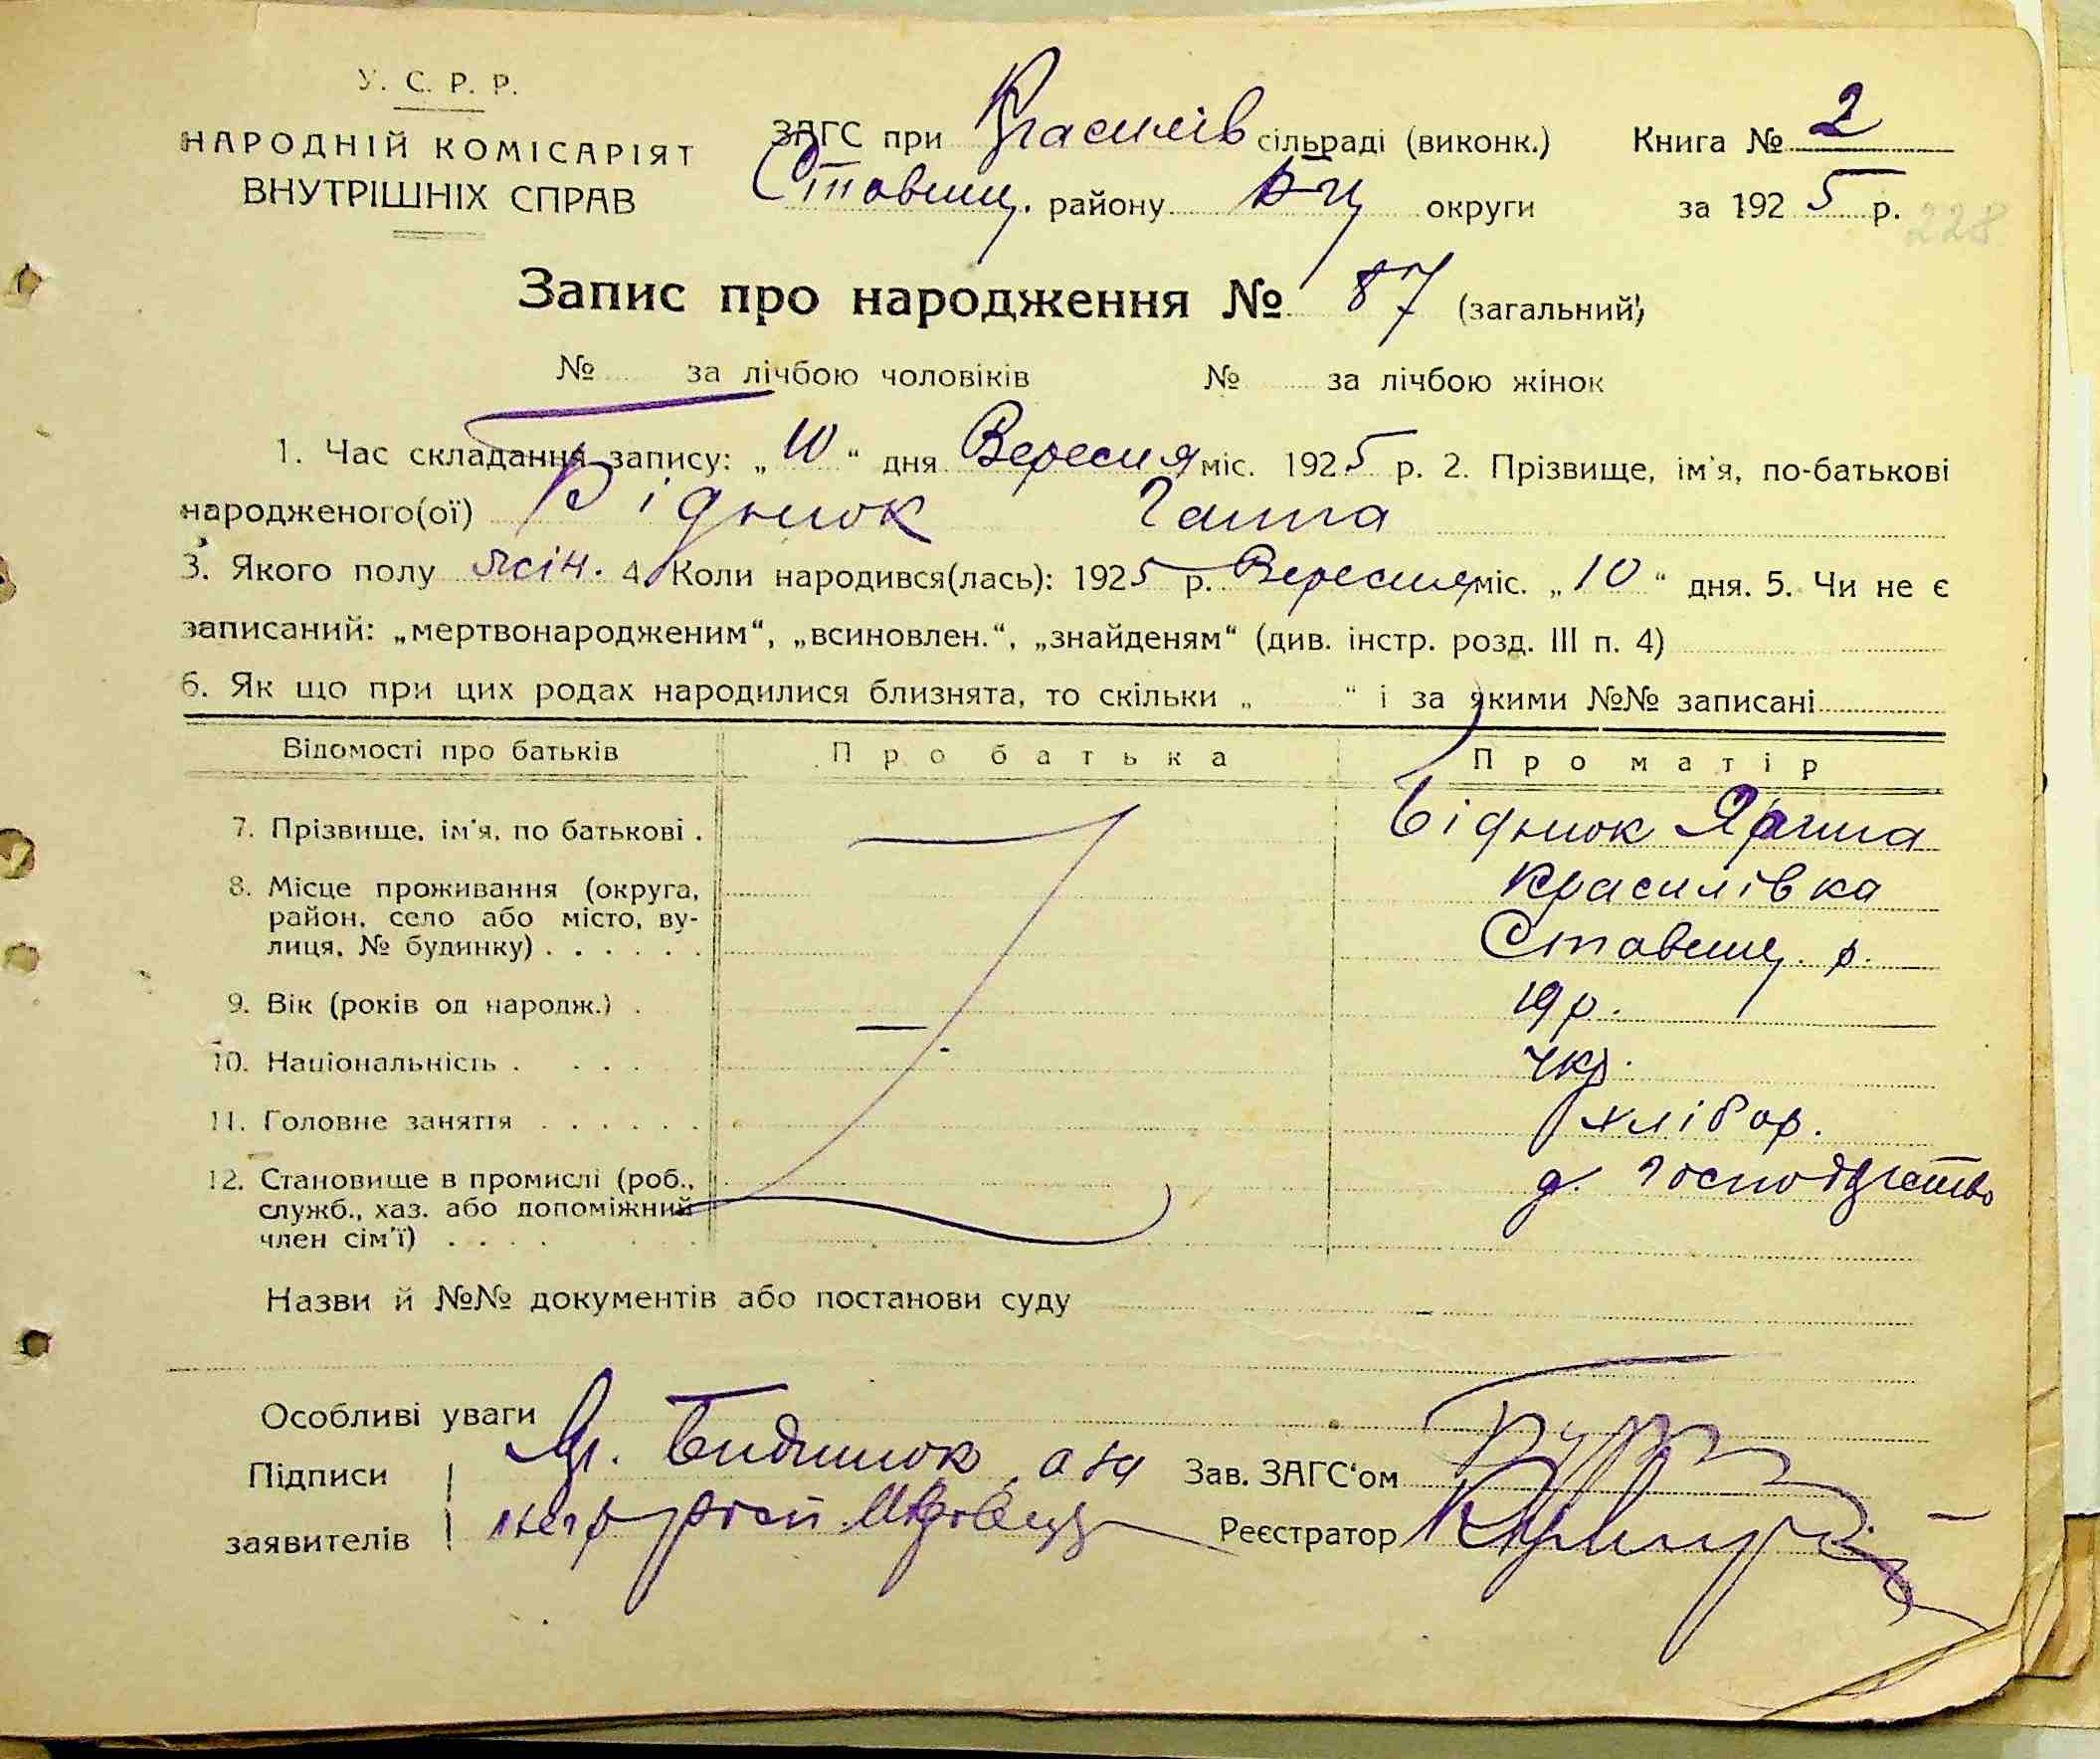 У. С. Р. Р.
НАРОДНІЙ КОМІСАРІЯТ
ВНУТРІШНІХ СПРАВ
ЗАГС при Красилів сільраді (виконк.)
Ставищ. району Б-Ц округи
Книга № 2
за 1925 р.
228
Запис про народження № 87 (загальний)
№ за лічбою чоловіків № за лічбою жінок
1. Час складання запису: „10“ дня Вересня міс. 1925 р. 2. Прізвище, ім'я, по-батькові
народженого(ої) Біднюк Ганна
3. Якого полу жін. 4. Коли народився(лась): 1925 р. Вересня міс. „10“ дня. 5. Чи не є
записаний: „мертвонародженим“, „всиновлен.“, „знайденям“ (див. інстр. розд. III п. 4)
6. Як що при цих родах народилися близнята, то скільки „ “ і за якими №№ записані
Відомості про батьків Про батька Про матір
7. Прізвище, ім'я, по батькові . Біднюк Ярина
8. Місце проживання (округа, Красилівка
район, село або місто, ву-
лиця, № будинку) . . . . . . Ставищ. р.
9. Вік (років од народж.) . 19 р.
10. Національність . . . . укр.
11. Головне заняття . . . . . . хлібор.
12. Становище в промислі (роб., д. господрство
служб., хаз. або допоміжний
член сім'ї) . . . .
Назви й №№ документів або постанови суду
Особливі уваги
Підписи Яр. Биднюк, а за Зав. ЗАГС'ом
заявителів Реєстратор